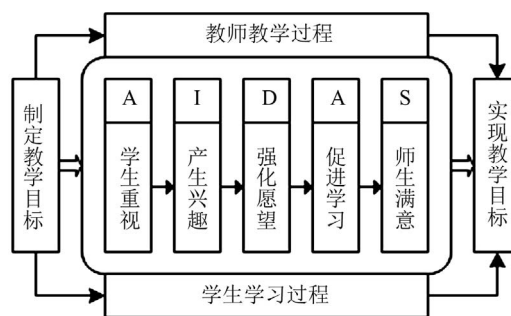 教师教学过程
制定教学目标
A
学生重视
I
产生兴趣
D
强化愿望
A
促进学习
S
师生满意
实现教学目标
学生学习过程